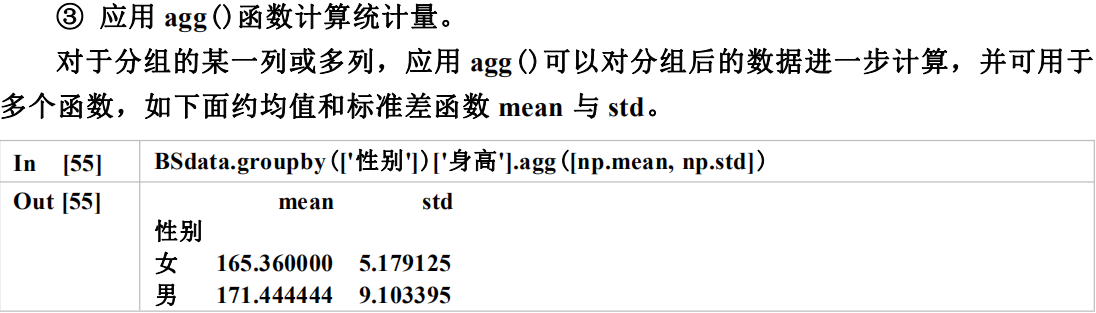 ③ 应用 agg()函数计算统计量。
对于分组的某一列或多列，应用 agg()可以对分组后的数据进一步计算，并可用于
多个函数，如下面约均值和标准差函数 mean 与 std。
In [55] BSdata.groupby(['性别'])['身高'].agg([np.mean, np.std])
Out [55] mean std
性别
女 165.360000 5.179125
男 171.444444 9.103395